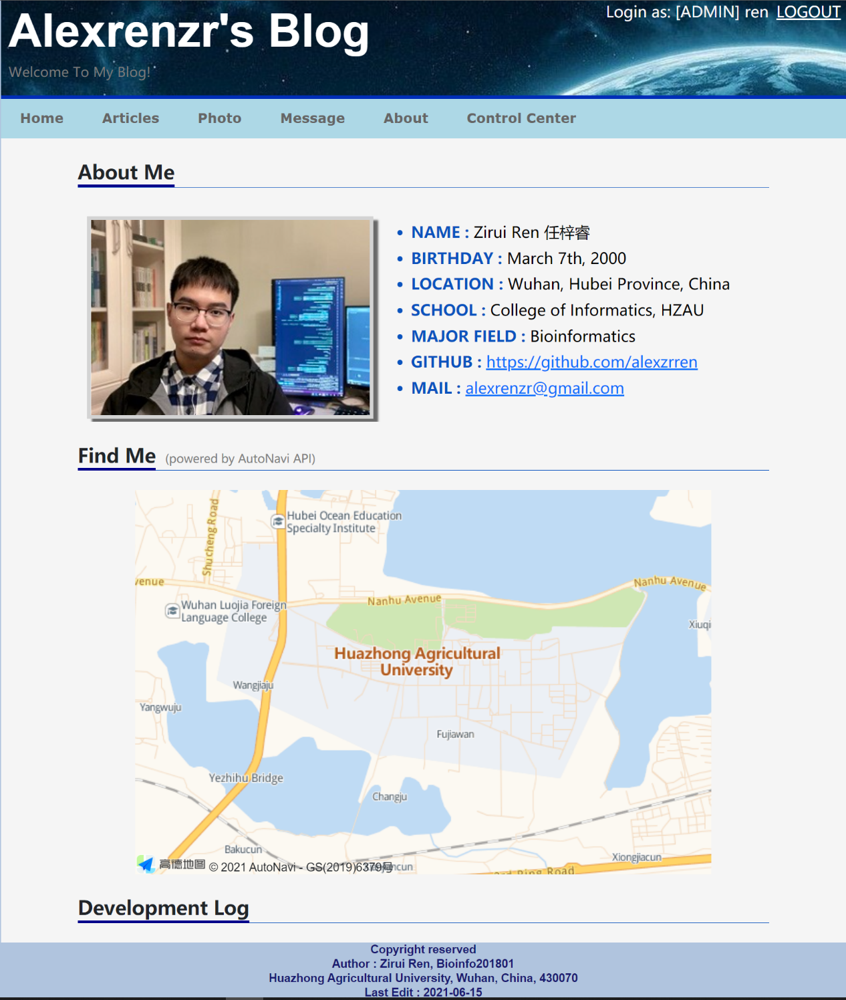 Alexrenzr's Blog
Login as: [ADMIN] ren LOGOUT
Welcome To My Blog!
Home Articles Photo Message About Control Center
About Me
NAME : Zirui Ren 任梓睿
BIRTHDAY : March 7th, 2000
LOCATION : Wuhan, Hubei Province, China
SCHOOL : College of Informatics, HZAU
MAJOR FIELD : Bioinformatics
GITHUB : https://github.com/alexzrren
MAIL : alexrenzr@gmail.com
Find Me (powered by AutoNavi API)
Shucheng Road
Hubei Ocean Education
Specialty Institute
venue
Nanhu Avenue
Nanhu Avenue
Wuhan Luojia Foreign
Language College
Xiuqi
Huazhong Agricultural
University
Wangjiaju
Yangwuju
Fujiawan
Yezhihu Bridge
Changju
Bakucun
Xiongjiacun
高德地图 © 2021 AutoNavi - GS(2019)6379号
3rd Ring Road
Development Log
Copyright reserved
Author : Zirui Ren, Bioinfo201801
Huazhong Agricultural University, Wuhan, China, 430070
Last Edit : 2021-06-15